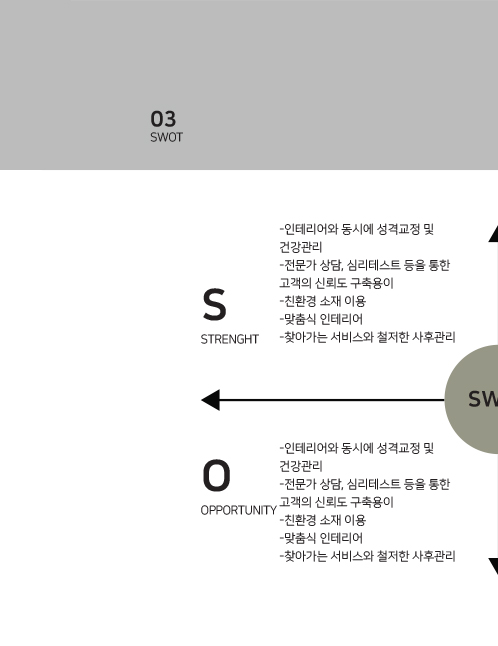 03
SWOT
S
STRENGHT
-인테리어와 동시에 성격교정 및
건강관리
-전문가 상담, 심리테스트 등을 통한
고객의 신뢰도 구축용이
-친환경 소재 이용
-맞춤식 인테리어
-찾아가는 서비스와 철저한 사후관리
SW
O
OPPORTUNITY
-인테리어와 동시에 성격교정 및
건강관리
-전문가 상담, 심리테스트 등을 통한
고객의 신뢰도 구축용이
-친환경 소재 이용
-맞춤식 인테리어
-찾아가는 서비스와 철저한 사후관리